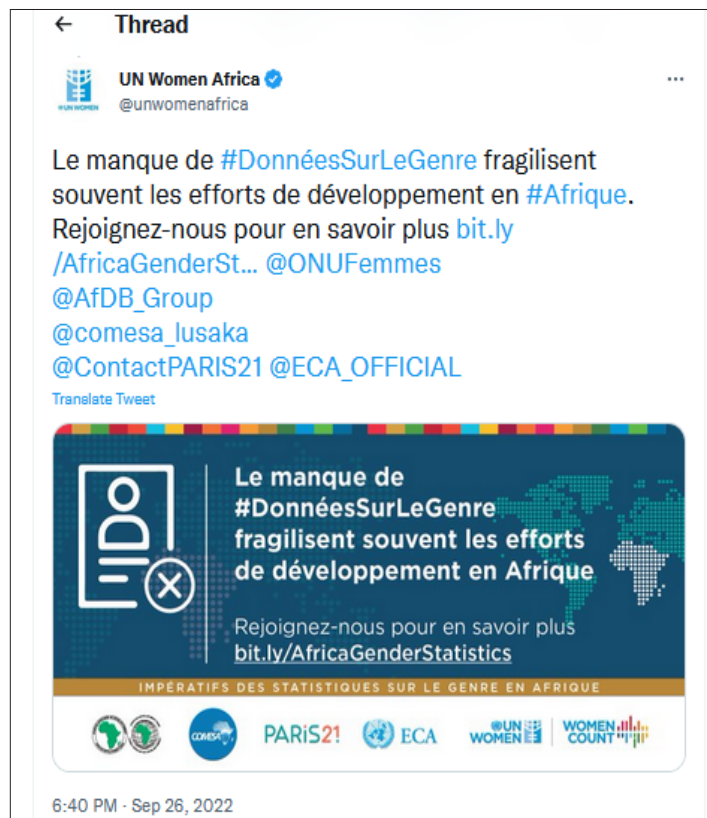 ← Thread
UN Women Africa
@unwomenafrica
Le manque de #DonnéesSurLeGenre fragilisent
souvent les efforts de développement en #Afrique.
Rejoignez-nous pour en savoir plus bit.ly
/AfricaGenderSt... @ONUFemmes
@AfDB_Group
@comesa_lusaka
@ContactPARIS21 @ECA_OFFICIAL
Translate Tweet
Le manque de
#DonnéesSurLeGenre
fragilisent souvent les efforts
de développement en Afrique
Rejoignez-nous pour en savoir plus
bit.ly/AfricaGenderStatistics
IMPÉRATIFS DES STATISTIQUES SUR LE GENRE EN AFRIQUE
COMESA PARiS21 ECA UN WOMEN WOMEN COUNT
6:40 PM · Sep 26, 2022